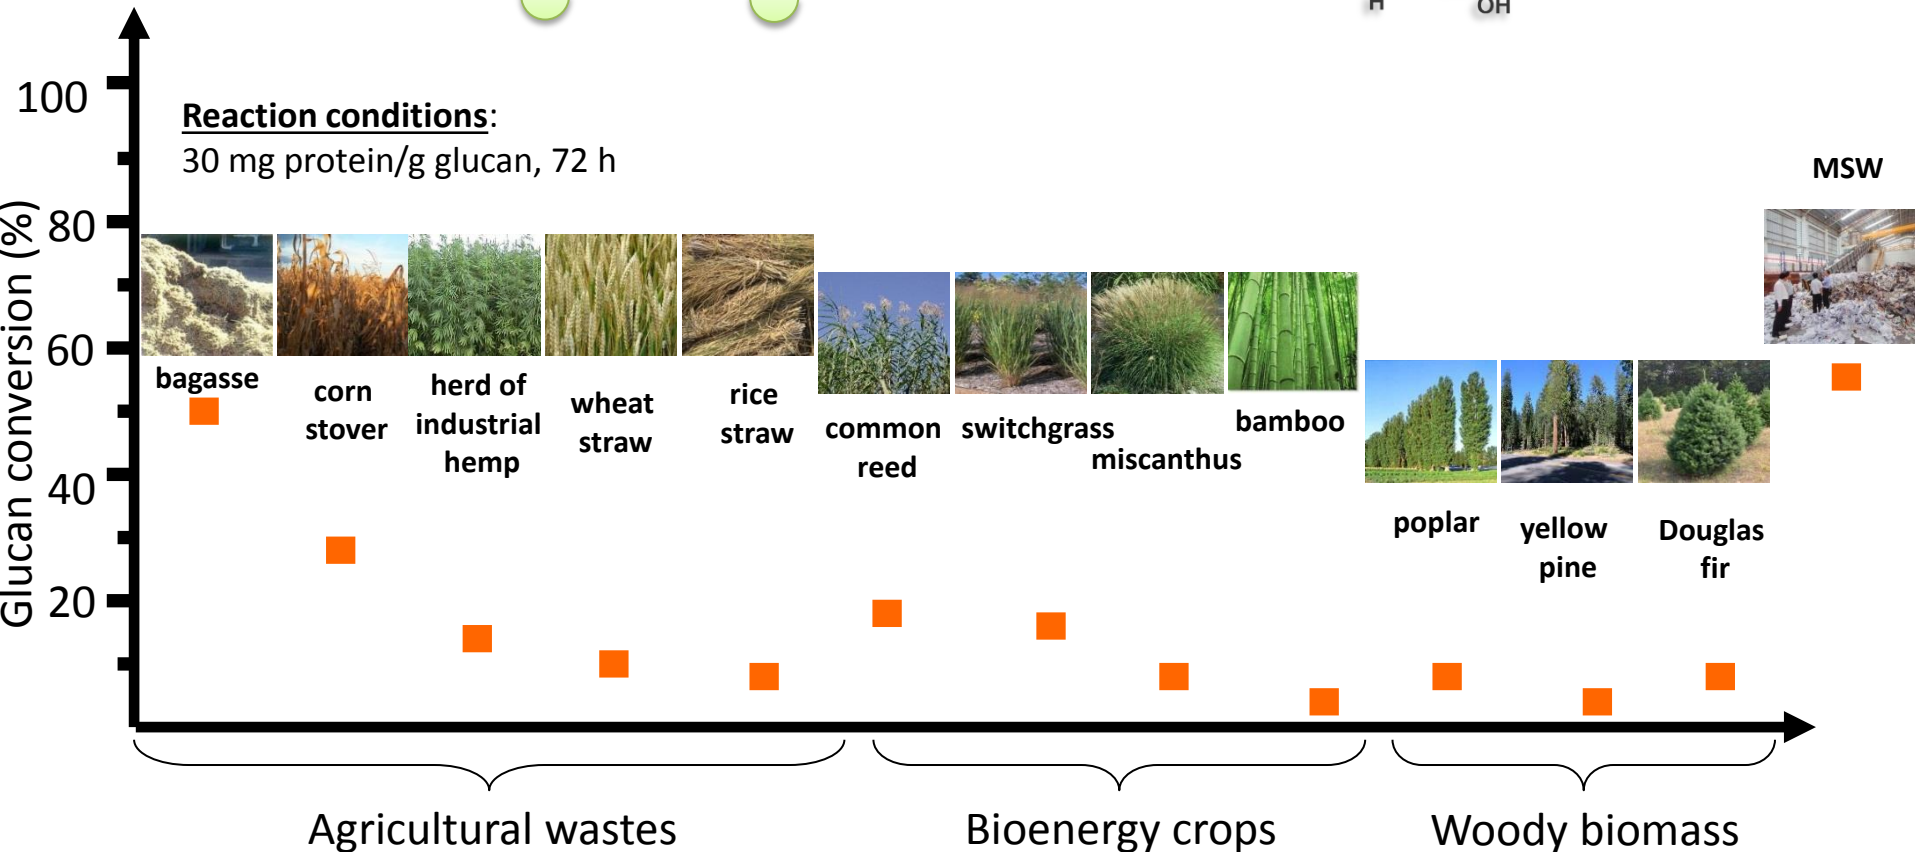 H
OH
100
Reaction conditions:
30 mg protein/g glucan, 72 h
MSW
80
Glucan conversion (%)
60
bagasse
corn
stover
herd of
industrial
hemp
wheat
straw
rice
straw
common
reed
switchgrass
miscanthus
bamboo
40
poplar
yellow
pine
Douglas
fir
20
Agricultural wastes
Bioenergy crops
Woody biomass